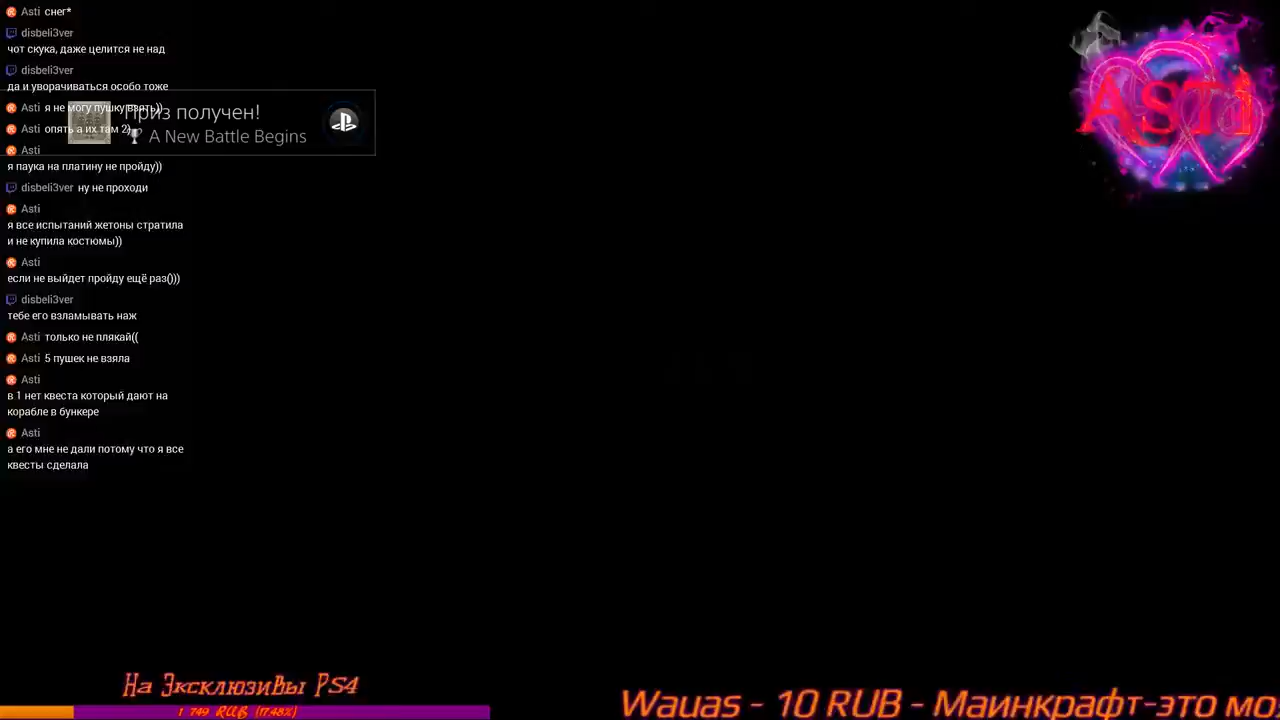 Asti снег*
disbeli3ver
чот скука, даже целится не над
disbeli3ver
да и уворачиваться особо тоже
Asti я не могу пушку взять))
Приз получен!
Asti опять а их там 2)
A New Battle Begins
Asti
я паука на платину не пройду))
disbeli3ver ну не проходи
Asti
я все испытаний жетоны стратила
и не купила костюмы))
Asti
если не выйдет пройду ещё раз()))
disbeli3ver
тебе его взламывать наж
Asti только не плякай((
Asti 5 пушек не взяла
Asti
в 1 нет квеста который дают на
корабле в бункере
Asti
а его мне не дали потому что я все
квесты сделала
Asti
На Эксклюзивы PS4
1 749 RUB (17.48%)
Wauas - 10 RUB - Маинкрафт-это мо